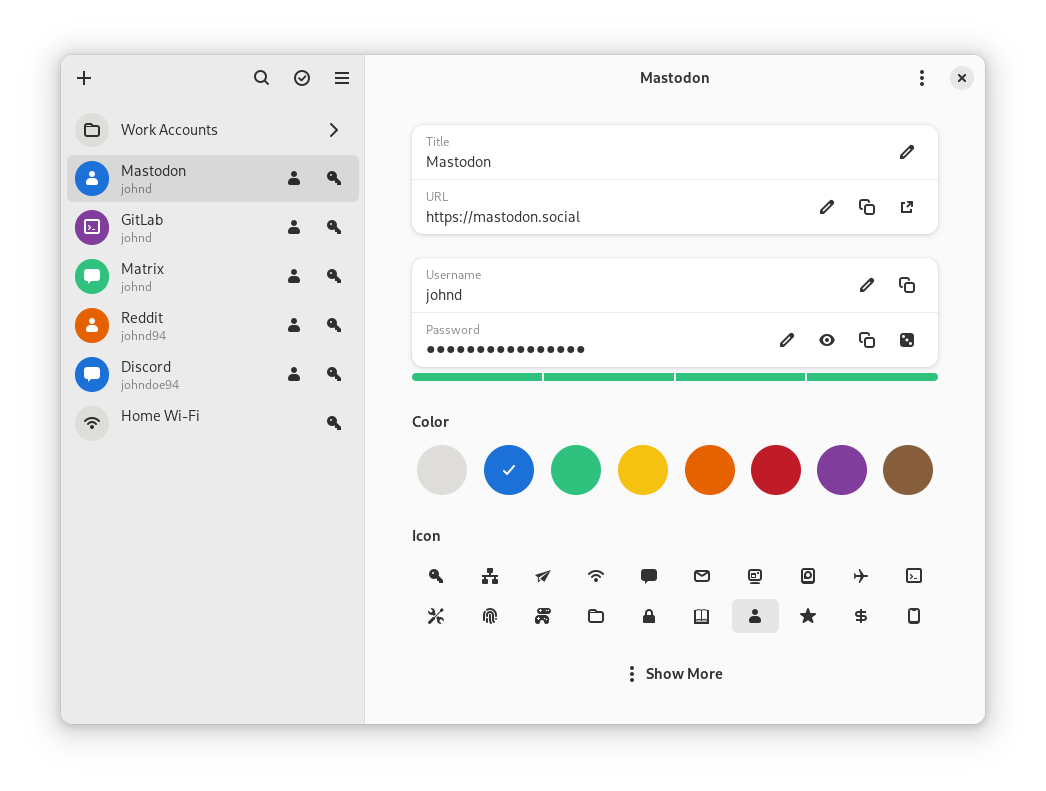 Mastodon
Work Accounts
Mastodon
johnd
GitLab
johnd
Matrix
johnd
Reddit
johnd94
Discord
johndoe94
Home Wi-Fi
Title
Mastodon
URL
https://mastodon.social
Username
johnd
Password
●●●●●●●●●●●●●●●●
Color
Icon
Show More